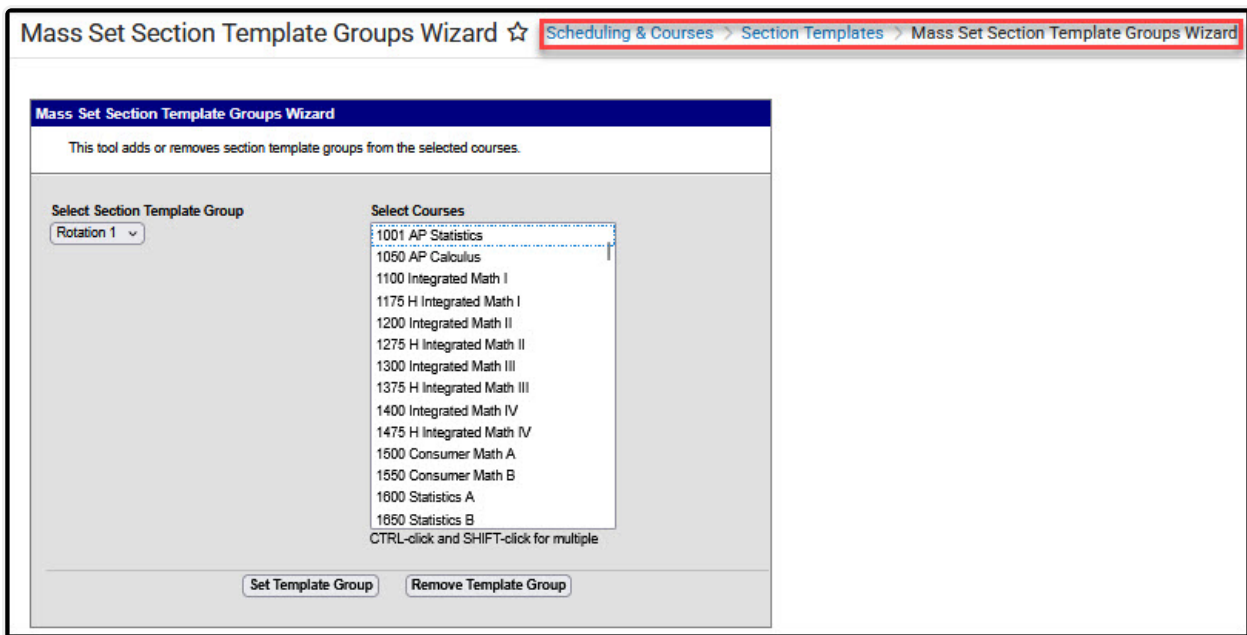 Mass Set Section Template Groups Wizard ☆ Scheduling & Courses > Section Templates > Mass Set Section Template Groups Wizard
Mass Set Section Template Groups Wizard
This tool adds or removes section template groups from the selected courses.
Select Section Template Group
Rotation 1
Select Courses
1001 AP Statistics
1050 AP Calculus
1100 Integrated Math I
1175 H Integrated Math I
1200 Integrated Math II
1275 H Integrated Math II
1300 Integrated Math III
1375 H Integrated Math III
1400 Integrated Math IV
1475 H Integrated Math IV
1500 Consumer Math A
1550 Consumer Math B
1600 Statistics A
1650 Statistics B
CTRL-click and SHIFT-click for multiple
Set Template Group Remove Template Group